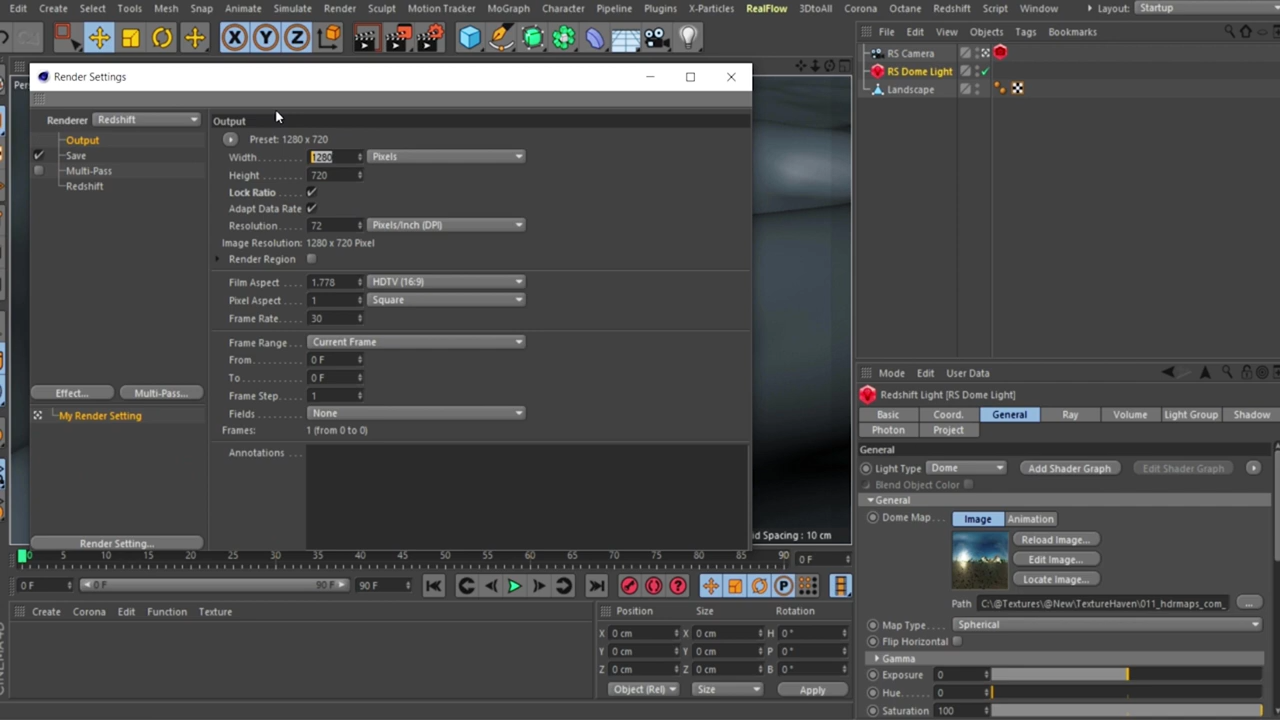 Edit Create Select Tools Mesh Snap Animate Simulate Render Sculpt Motion Tracker MoGraph Character Pipeline Plugins X-Particles RealFlow 3DtoAll Corona Octane Redshift Script Window Layout: Startup
X Y Z
File Edit View Objects Tags Bookmarks
Render Settings
RS Camera
RS Dome Light
Landscape
Renderer Redshift
Output
Save
Multi-Pass
Redshift
Output
Preset: 1280 x 720
Width 1280 Pixels
Height 720
Lock Ratio
Adapt Data Rate
Resolution 72 Pixels/Inch (DPI)
Image Resolution: 1280 x 720 Pixel
Render Region
Film Aspect 1.778 HDTV (16:9)
Pixel Aspect 1 Square
Frame Rate 30
Frame Range Current Frame
From 0 F
To 0 F
Frame Step 1
Fields None
Frames: 1 (from 0 to 0)
Annotations
Effect... Multi-Pass...
My Render Setting
Render Setting...
d Spacing : 10 cm
0 5 10 15 20 25 30 35 40 45 50 55 60 65 70 75 80 85 90 0 F
0 F 0 F 90 F 90 F
Create Corona Edit Function Texture
Position Size Rotation
X 0 cm X 0 cm H 0 °
Y 0 cm Y 0 cm P 0 °
Z 0 cm Z 0 cm B 0 °
Object (Rel) Size Apply
Mode Edit User Data
Redshift Light [RS Dome Light]
Basic Coord. General Ray Volume Light Group Shadow
Photon Project
General
Light Type Dome Add Shader Graph Edit Shader Graph
Blend Object Color
General
Dome Map Image Animation
Reload Image...
Edit Image...
Locate Image...
Path C:\@Textures\@New\TextureHaven\011_hdrmaps_com_ ...
Map Type Spherical
Flip Horizontal
Gamma
Exposure 0
Hue 0
Saturation 100